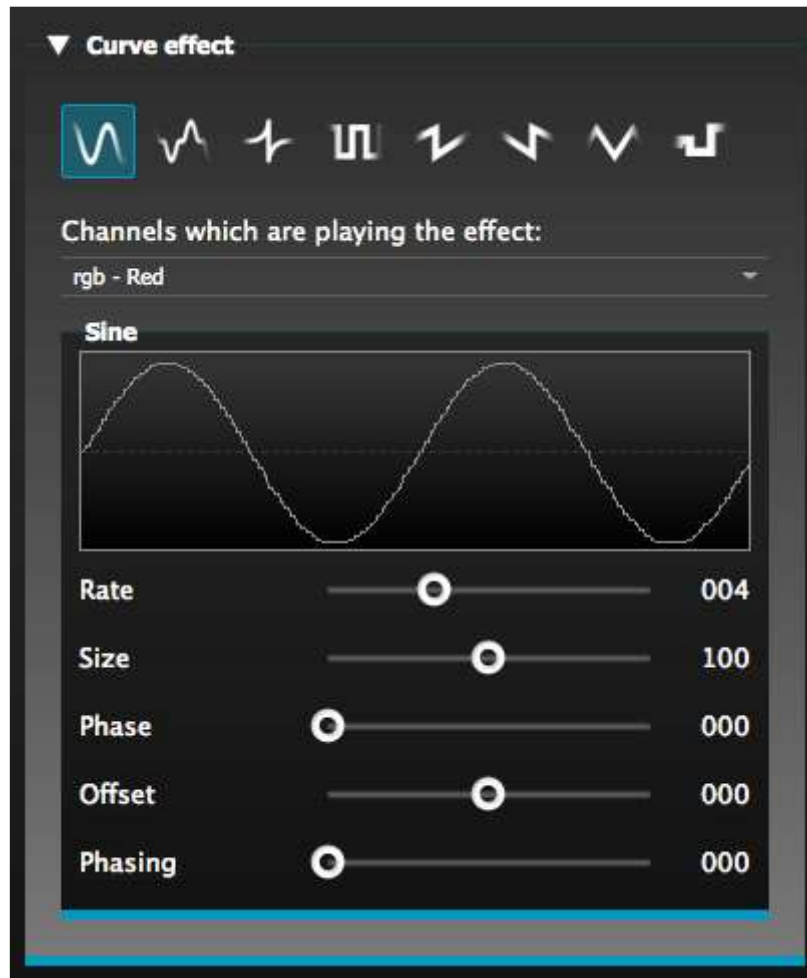 Curve effect
Channels which are playing the effect:
rgb - Red
Sine
Rate 004
Size 100
Phase 000
Offset 000
Phasing 000